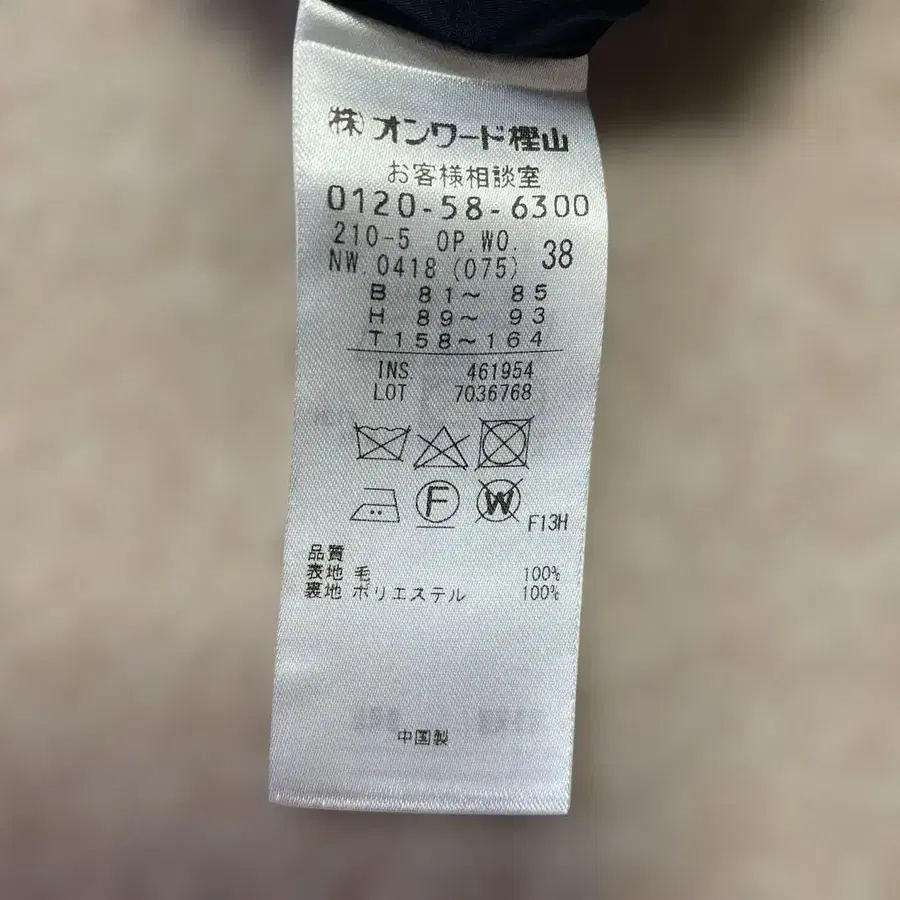 (株)オンワード樫山
お客様相談室
0120-58-6300
210-5 OP.WO. 38
NW.0418(075)
B 81～ 85
H 89～ 93
T158～164
INS. 461954
LOT 7036768
F
W
F13H
品質
表地 毛 100%
裏地 ポリエステル 100%
中国製